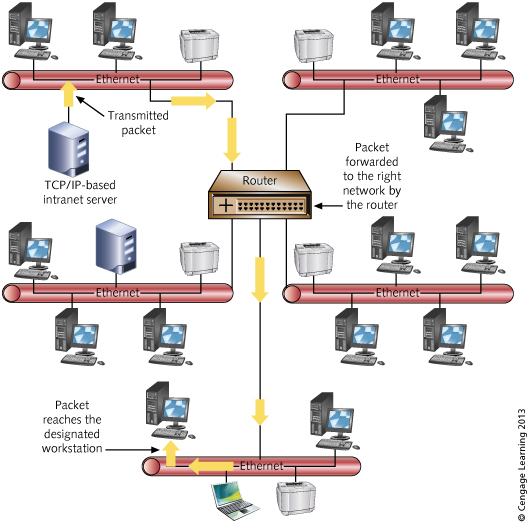 Ethernet
Ethernet
Transmitted
packet
TCP/IP-based
intranet server
Router
Packet
forwarded
to the right
network by
the router
Ethernet
Ethernet
Packet
reaches the
designated
workstation
Ethernet
© Cengage Learning 2013